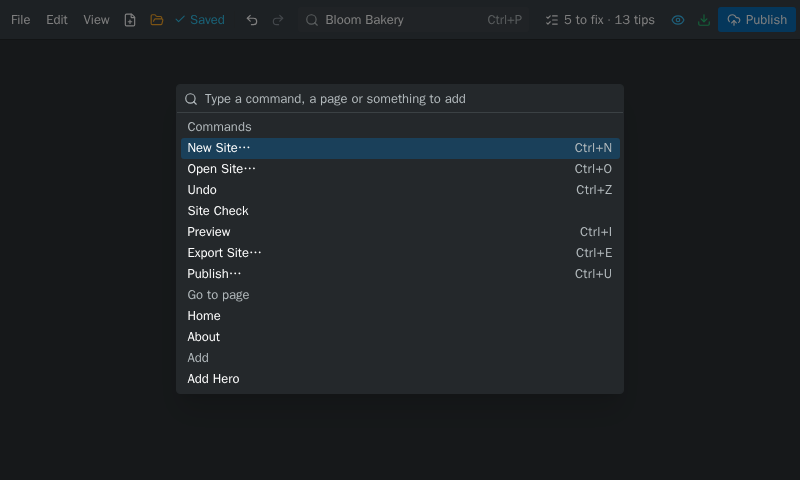 File Edit View Saved Bloom Bakery Ctrl+P 5 to fix · 13 tips Publish
Type a command, a page or something to add
Commands
New Site··· Ctrl+N
Open Site··· Ctrl+O
Undo Ctrl+Z
Site Check
Preview Ctrl+I
Export Site··· Ctrl+E
Publish··· Ctrl+U
Go to page
Home
About
Add
Add Hero